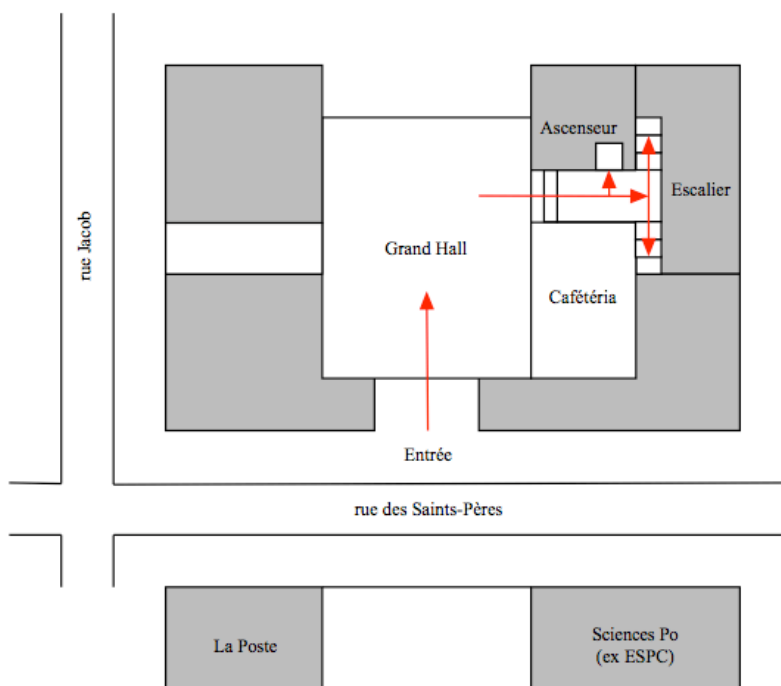 Ascenseur
Escalier
rue Jacob
Grand Hall
Cafétéria
Entrée
rue des Saints-Pères
La Poste
Sciences Po
(ex ESPC)